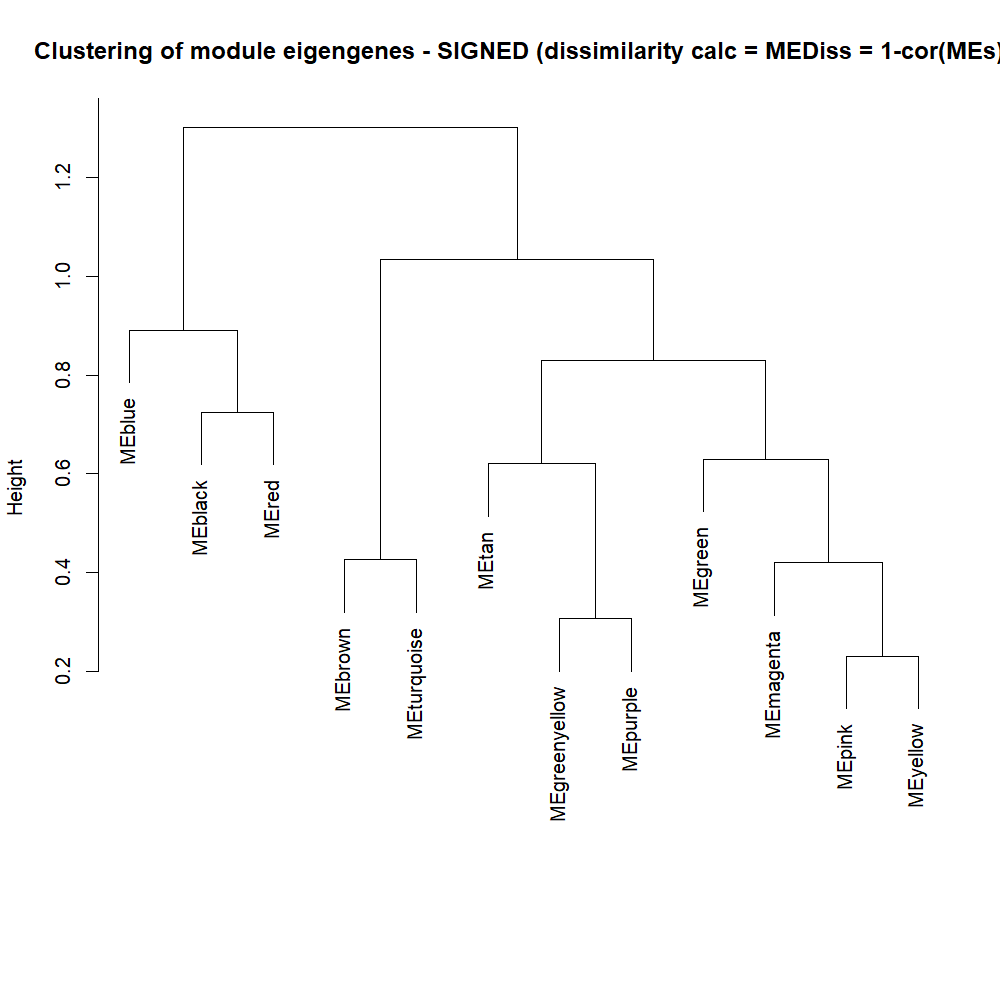 Clustering of module eigengenes - SIGNED (dissimilarity calc = MEDiss = 1-cor(MEs)
Height
1.2
1.0
0.8
0.6
0.4
0.2
MEblue
MEblack
MEred
MEbrown
MEturquoise
MEtan
MEgreenyellow
MEpurple
MEgreen
MEmagenta
MEpink
MEyellow